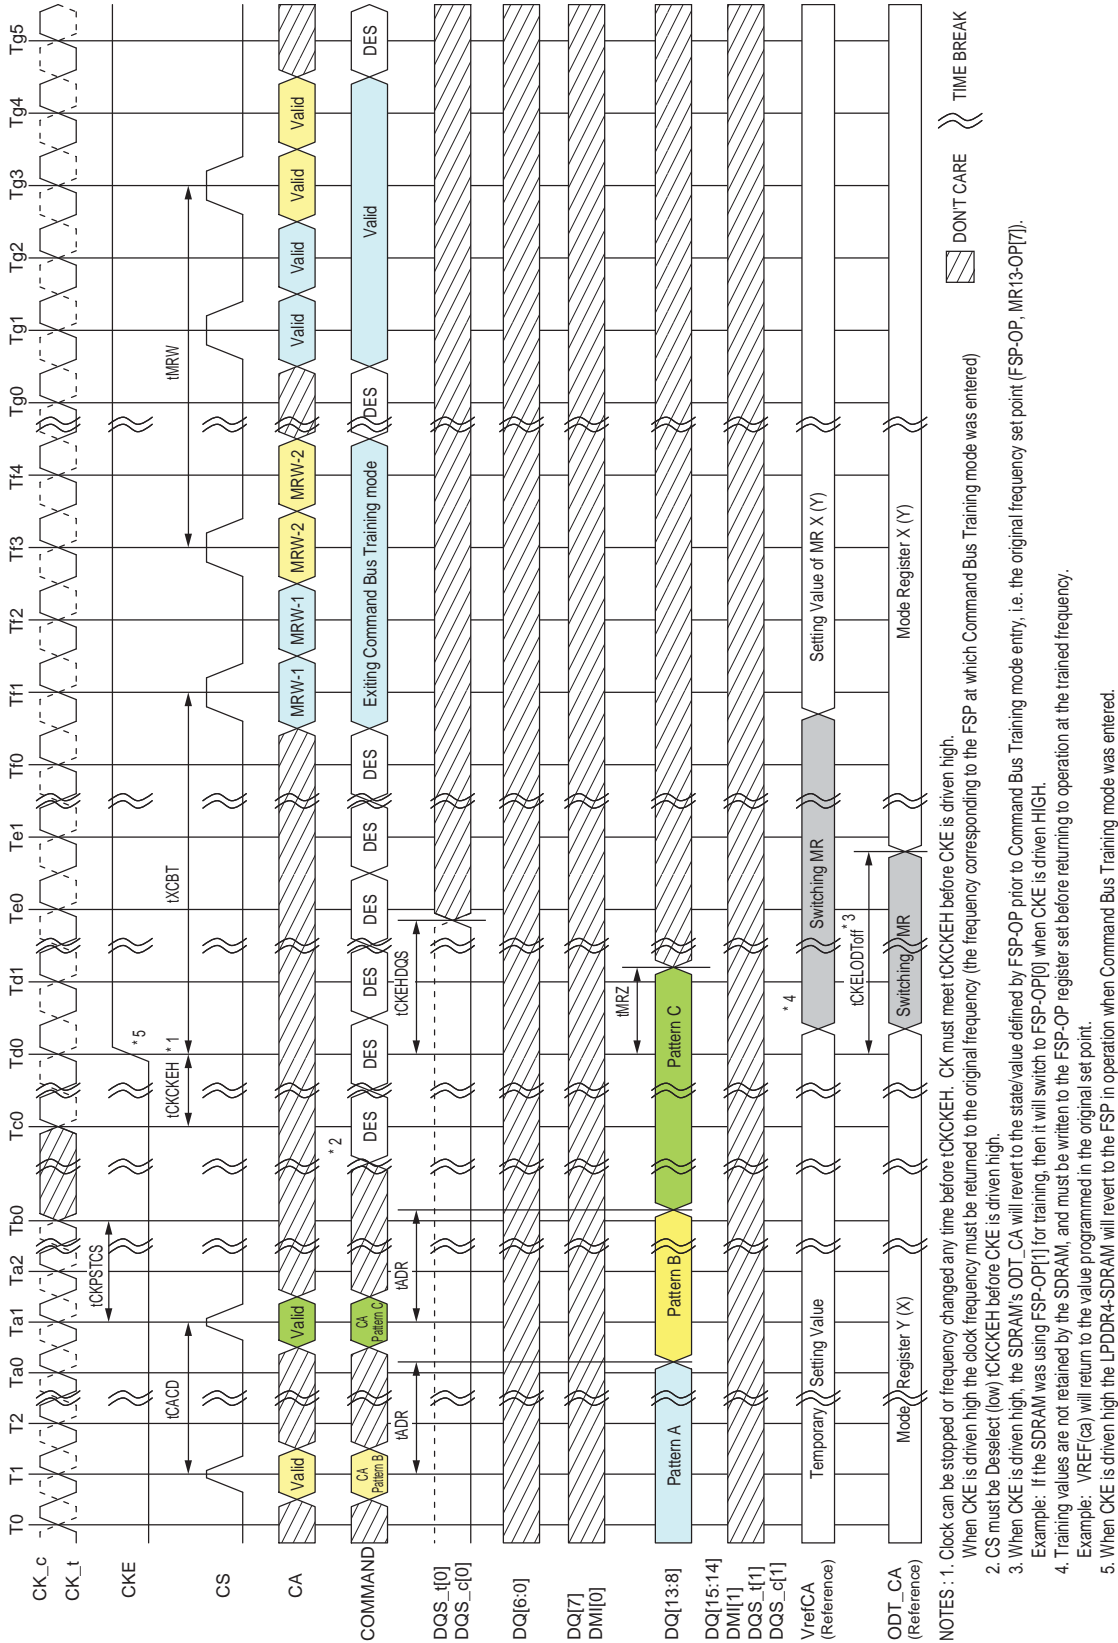 T0 T1 T2 Ta0 Ta1 Ta2 Tb0 Tc0 Td0 Td1 Te0 Te1 Tf0 Tf1 Tf2 Tf3 Tf4 Tg0 Tg1 Tg2 Tg3 Tg4 Tg5
CK_c
CK_t
tCKPSTCS
CKE
* 5
tCACD
tCKCKEH
* 1
tXCBT
tMRW
CS
CA
Valid Valid MRW-1 MRW-1 MRW-2 MRW-2 Valid Valid Valid Valid
* 2
COMMAND
CA Pattern B
CA Pattern C
DES DES DES DES DES DES
Exiting Command Bus Training mode
DES
Valid
DES
tADR tADR tCKEHDQS
DQS_t[0]
DQS_c[0]
DQ[6:0]
DQ[7]
DMI[0]
tMRZ
DQ[13:8]
Pattern A Pattern B Pattern C
DQ[15:14]
DMI[1]
DQS_t[1]
DQS_c[1]
* 4
VrefCA
(Reference)
Temporary Setting Value
Switching MR
Setting Value of MR X (Y)
tCKELODToff
* 3
ODT_CA
(Reference)
Mode Register Y (X)
Switching MR
Mode Register X (Y)
DON'T CARE
TIME BREAK
NOTES : 1. Clock can be stopped or frequency changed any time before tCKCKEH. CK must meet tCKCKEH before CKE is driven high.
When CKE is driven high the clock frequency must be returned to the original frequency (the frequency corresponding to the FSP at which Command Bus Training mode was entered)
2. CS must be Deselect (low) tCKCKEH before CKE is driven high.
3. When CKE is driven high, the SDRAM's ODT_CA will revert to the state/value defined by FSP-OP prior to Command Bus Training mode entry, i.e. the original frequency set point (FSP-OP, MR13-OP[7]).
Example: If the SDRAM was using FSP-OP[1] for training, then it will switch to FSP-OP[0] when CKE is driven HIGH.
4. Training values are not retained by the SDRAM, and must be written to the FSP-OP register set before returning to operation at the trained frequency.
Example: VREF(ca) will return to the value programmed in the original set point.
5. When CKE is driven high the LPDDR4-SDRAM will revert to the FSP in operation when Command Bus Training mode was entered.